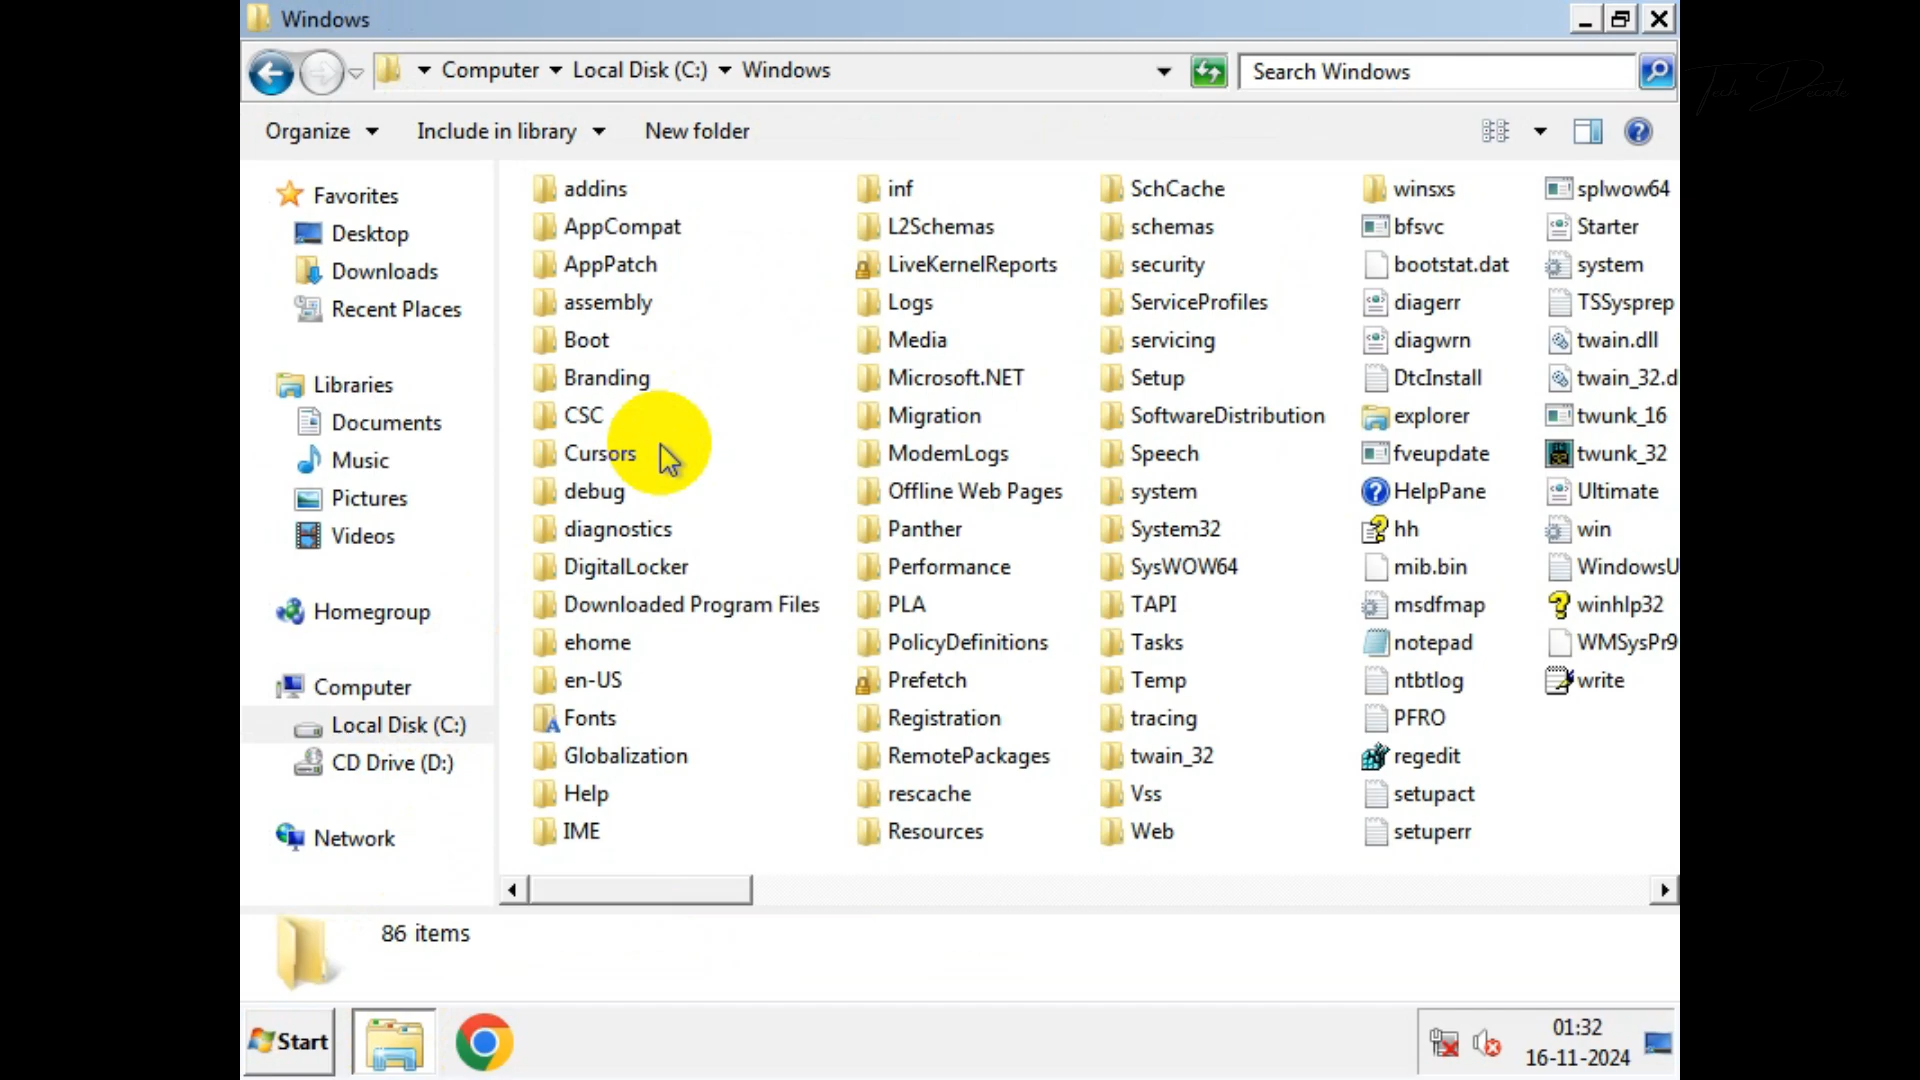 Windows
Computer Local Disk (C:) Windows
Search Windows
Organize Include in library New folder
Favorites
Desktop
Downloads
Recent Places
Libraries
Documents
Music
Pictures
Videos
Homegroup
Computer
Local Disk (C:)
CD Drive (D:)
Network
addins
AppCompat
AppPatch
assembly
Boot
Branding
CSC
Cursors
debug
diagnostics
DigitalLocker
Downloaded Program Files
ehome
en-US
Fonts
Globalization
Help
IME
inf
L2Schemas
LiveKernelReports
Logs
Media
Microsoft.NET
Migration
ModemLogs
Offline Web Pages
Panther
Performance
PLA
PolicyDefinitions
Prefetch
Registration
RemotePackages
rescache
Resources
SchCache
schemas
security
ServiceProfiles
servicing
Setup
SoftwareDistribution
Speech
system
System32
SysWOW64
TAPI
Tasks
Temp
tracing
twain_32
Vss
Web
winsxs
bfsvc
bootstat.dat
diagerr
diagwrn
DtcInstall
explorer
fveupdate
HelpPane
hh
mib.bin
msdfmap
notepad
ntbtlog
PFRO
regedit
setupact
setuperr
splwow64
Starter
system
TSSysprep
twain.dll
twain_32.d
twunk_16
twunk_32
Ultimate
win
WindowsU
winhlp32
WMSysPr9
write
86 items
Start
01:32
16-11-2024